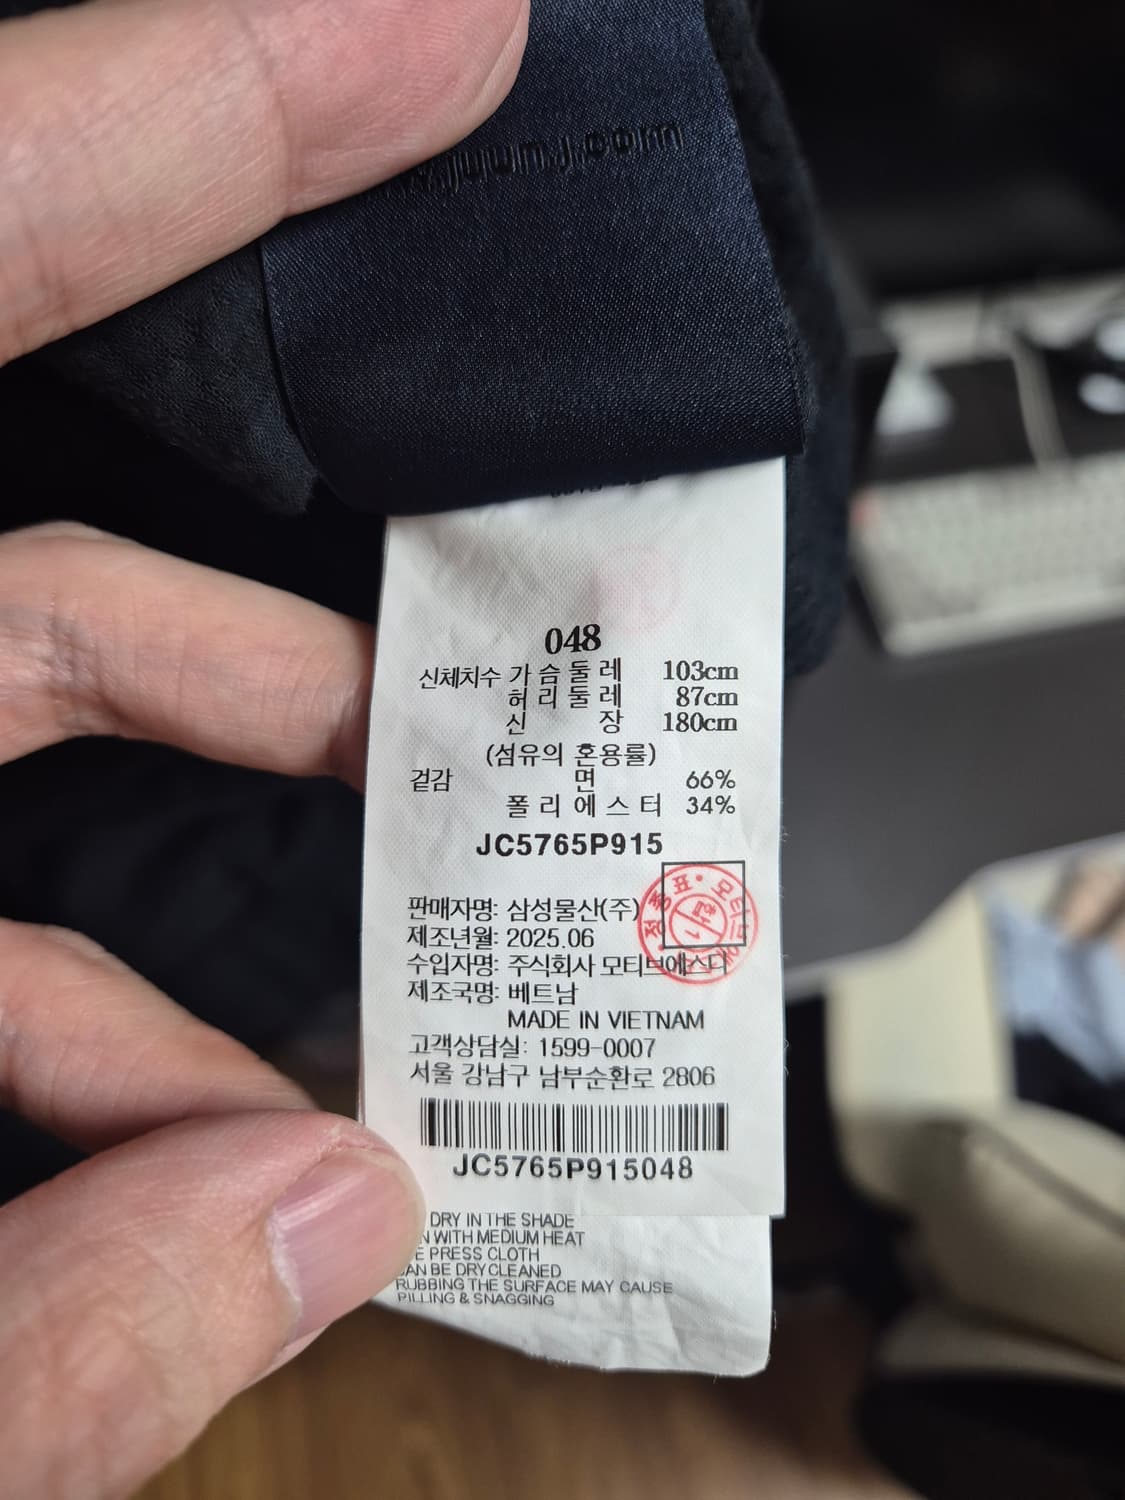 juunj.com
048
신체치수 가슴둘레 103cm
허리둘레 87cm
신장 180cm
(섬유의 혼용률)
겉감 면 66%
폴리에스터 34%
JC5765P915
판매자명: 삼성물산(주)
제조년월: 2025.06
수입자명: 주식회사 모티브에스다
제조국명: 베트남
MADE IN VIETNAM
고객상담실: 1599-0007
서울 강남구 남부순환로 2806
JC5765P915048
DRY IN THE SHADE
WITH MEDIUM HEAT
PRESS CLOTH
BE DRYCLEANED
RUBBING THE SURFACE MAY CAUSE
PILLING & SNAGGING